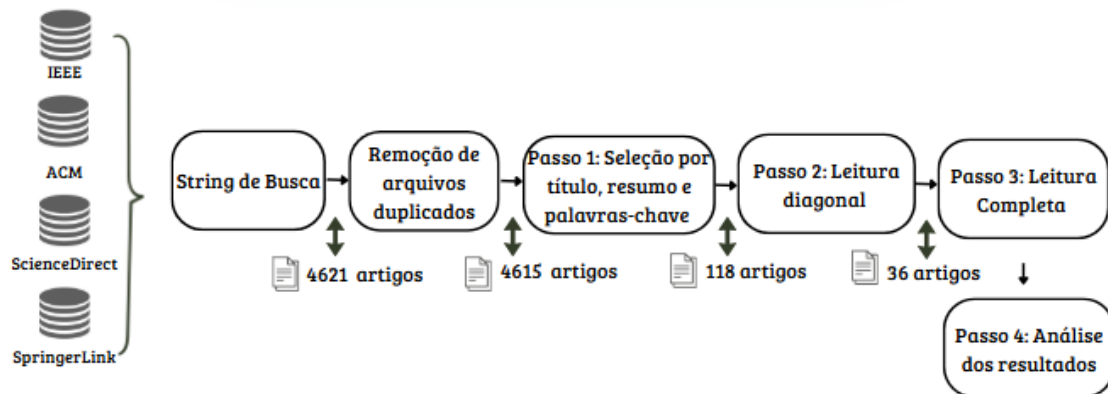 IEEE
ACM
ScienceDirect
SpringerLink
String de Busca
Remoção de
arquivos
duplicados
Passo 1: Seleção por
título, resumo e
palavras-chave
Passo 2: Leitura
diagonal
Passo 3: Leitura
Completa
4621 artigos
4615 artigos
118 artigos
36 artigos
Passo 4: Análise
dos resultados